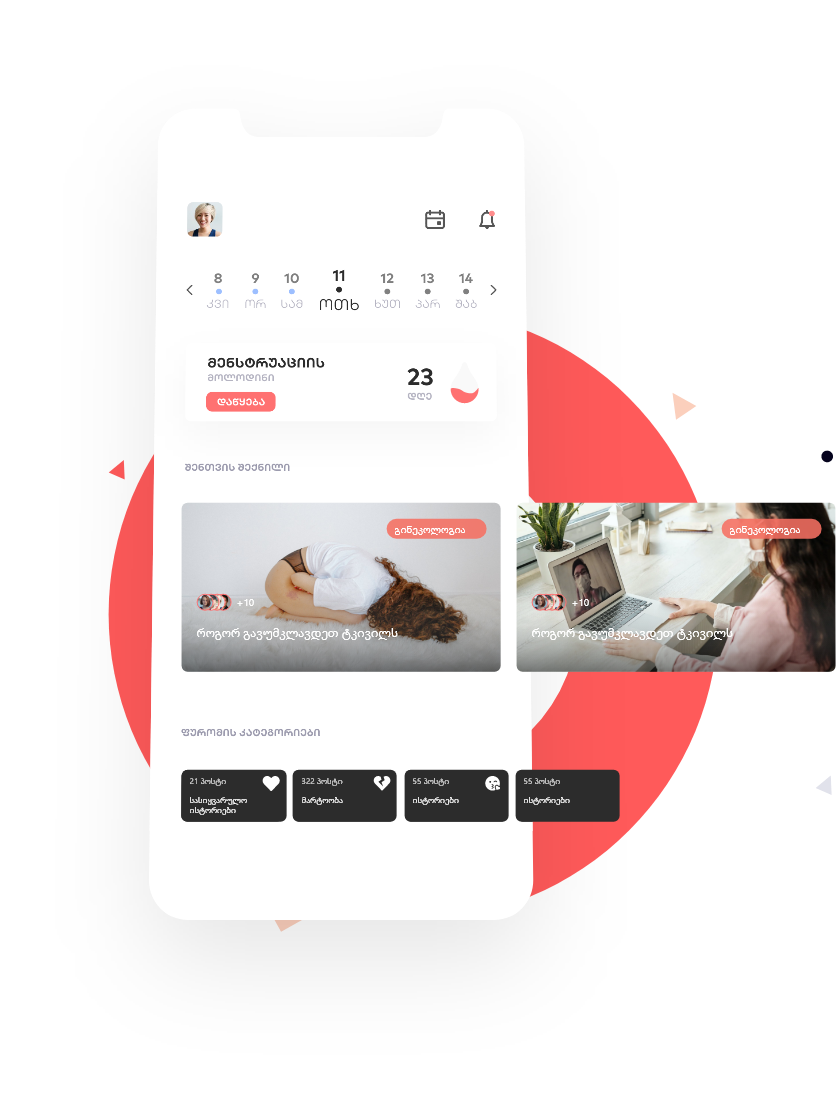 8 9 10 11 12 13 14
კვი ორ სამ ოთხ ხუთ პარ შაბ
მენსტრუაციის
მოლოდინი
დაწყება
23
დღე
შენთვის შექნილი
გინეკოლოგია
+10
როგორ გავუმკლავდეთ ტკივილს
გინეკოლოგია
+10
როგორ გავუმკლავდეთ ტკივილს
ფურომის კატეგორიები
21 პოსტი
სასიყვარულო
ისტორიები
322 პოსტი
მარტოობა
55 პოსტი
ისტორიები
55 პოსტი
ისტორიები